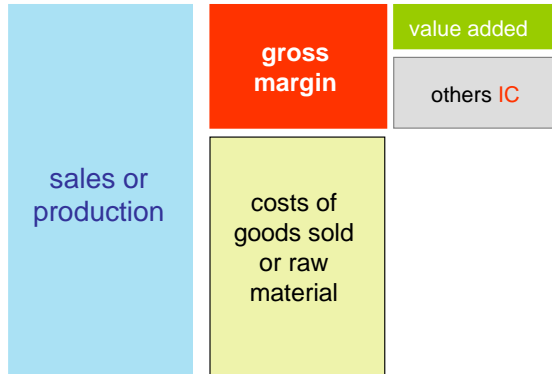 sales or
production
gross
margin
costs of
goods sold
or raw
material
value added
others IC